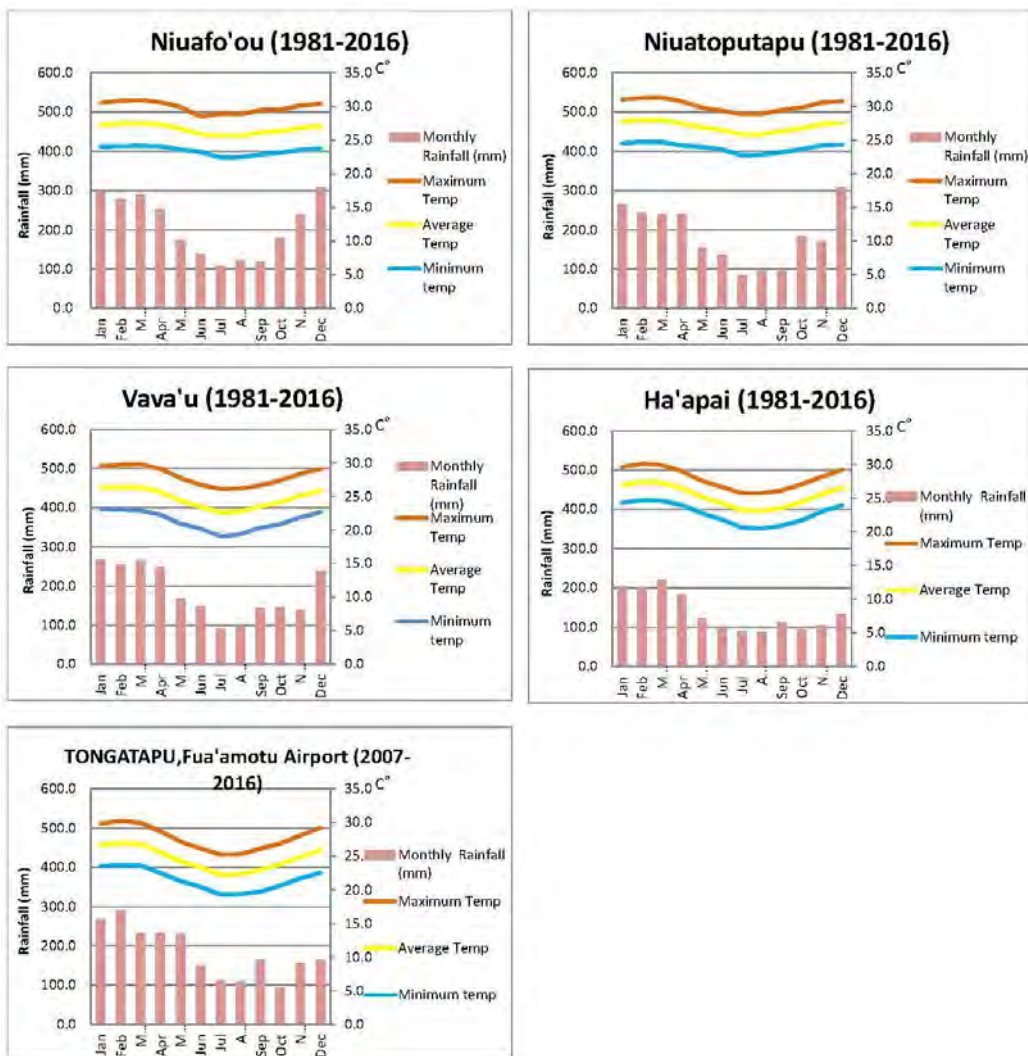 Niuafo'ou (1981-2016)
600.0
500.0
400.0
300.0
200.0
100.0
0.0
Rainfall (mm)
35.0 C°
30.0
25.0
20.0
15.0
10.0
5.0
0.0
Jan
Feb
M...
Apr
M...
Jun
Jul
A...
Sep
Oct
N...
Dec
Monthly
Rainfall (mm)
Maximum
Temp
Average
Temp
Minimum
temp
Niuatoputapu (1981-2016)
600.0
500.0
400.0
300.0
200.0
100.0
0.0
Rainfall (mm)
35.0 C°
30.0
25.0
20.0
15.0
10.0
5.0
0.0
Jan
Feb
M...
Apr
M...
Jun
Jul
A...
Sep
Oct
N...
Dec
Monthly
Rainfall (mm)
Maximum
Temp
Average
Temp
Minimum
temp
Vava'u (1981-2016)
600.0
500.0
400.0
300.0
200.0
100.0
0.0
Rainfall (mm)
35.0 C°
30.0
25.0
20.0
15.0
10.0
5.0
0.0
Jan
Feb
M...
Apr
M...
Jun
Jul
A...
Sep
Oct
N...
Dec
Monthly
Rainfall
(mm)
Maximum
Temp
Average
Temp
Minimum
temp
Ha'apai (1981-2016)
600.0
500.0
400.0
300.0
200.0
100.0
0.0
Rainfall (mm)
35.0 C°
30.0
25.0
20.0
15.0
10.0
5.0
0.0
Jan
Feb
M...
Apr
M...
Jun
Jul
A...
Sep
Oct
N...
Dec
Monthly Rainfall
(mm)
Maximum Temp
Average Temp
Minimum temp
TONGATAPU,Fua'amotu Airport (2007-
2016)
600.0
500.0
400.0
300.0
200.0
100.0
0.0
Rainfall (mm)
35.0 C°
30.0
25.0
20.0
15.0
10.0
5.0
0.0
Jan
Feb
M...
Apr
M...
Jun
Jul
A...
Sep
Oct
N...
Dec
Monthly Rainfall
(mm)
Maximum Temp
Average Temp
Minimum temp